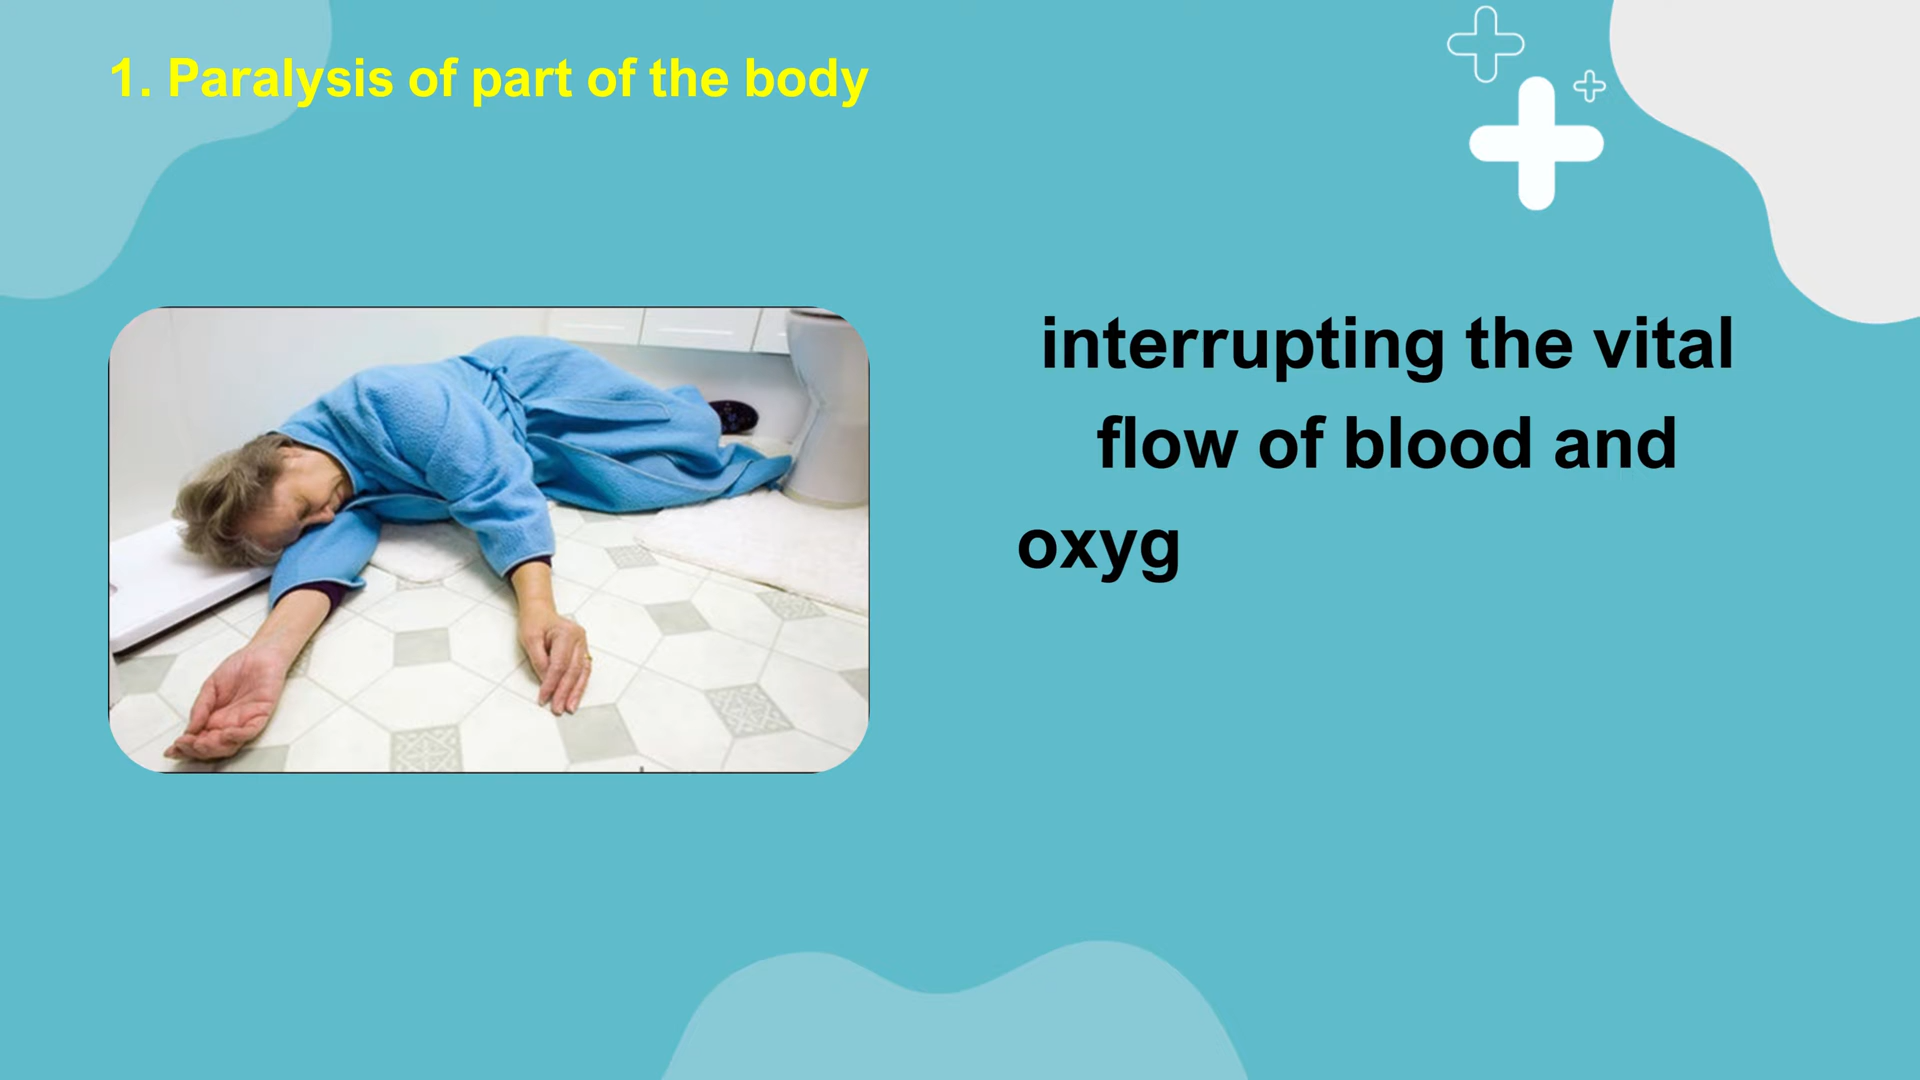 1. Paralysis of part of the body
interrupting the vital
flow of blood and
oxyg